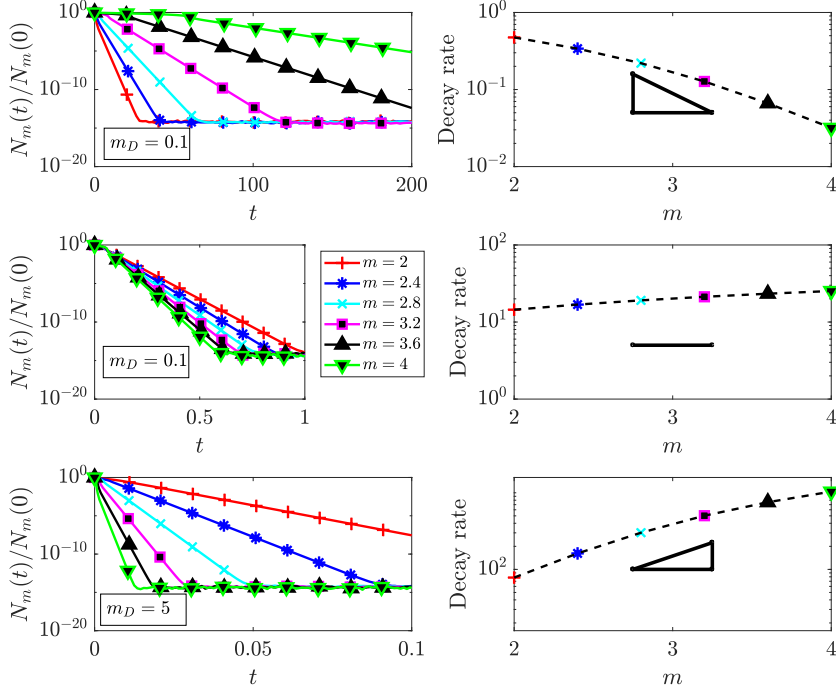 10^0
10^{-10}
10^{-20}
N_m(t)/N_m(0)
m_D = 0.1
0 100 200
t
10^0
10^{-1}
10^{-2}
Decay rate
2 3 4
m
10^0
10^{-10}
10^{-20}
N_m(t)/N_m(0)
m_D = 0.1
0 0.5 1
t
m = 2
m = 2.4
m = 2.8
m = 3.2
m = 3.6
m = 4
10^2
10^1
10^0
Decay rate
2 3 4
m
10^0
10^{-10}
10^{-20}
N_m(t)/N_m(0)
m_D = 5
0 0.05 0.1
t
10^2
Decay rate
2 3 4
m